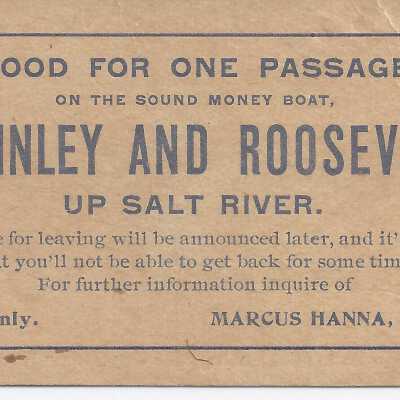 OOD FOR ONE PASSAGE
ON THE SOUND MONEY BOAT,
INLEY AND ROOSEV
UP SALT RIVER.
e for leaving will be announced later, and it'
t you'll not be able to get back for some tim
For further information inquire of
nly. MARCUS HANNA,